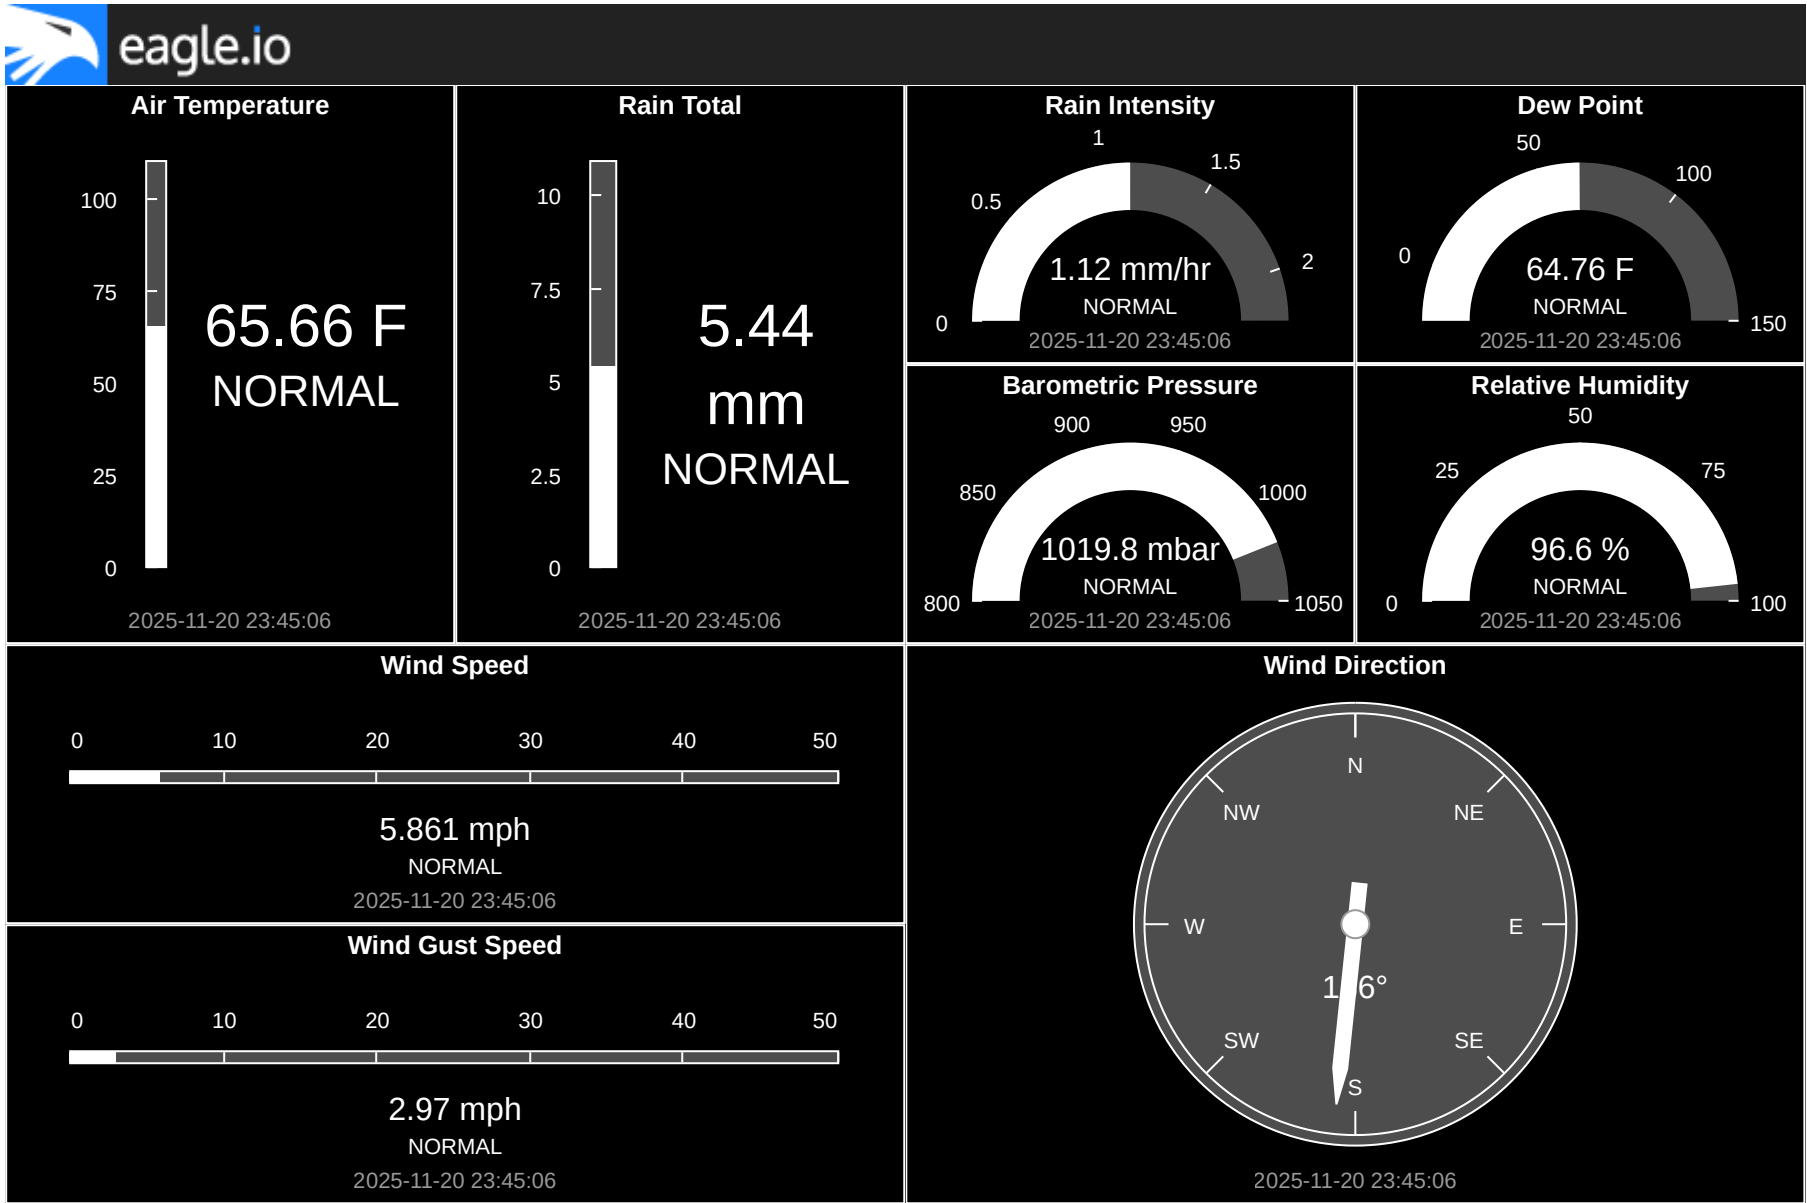 eagle.io
Air Temperature
100
75
50
25
0
65.66 F
NORMAL
2025-11-20 23:45:06
Rain Total
10
7.5
5
2.5
0
5.44
mm
NORMAL
2025-11-20 23:45:06
Rain Intensity
0
0.5
1
1.5
2
1.12 mm/hr
NORMAL
2025-11-20 23:45:06
Dew Point
0
50
100
150
64.76 F
NORMAL
2025-11-20 23:45:06
Barometric Pressure
800
850
900
950
1000
1050
1019.8 mbar
NORMAL
2025-11-20 23:45:06
Relative Humidity
0
25
50
75
100
96.6 %
NORMAL
2025-11-20 23:45:06
Wind Speed
0 10 20 30 40 50
5.861 mph
NORMAL
2025-11-20 23:45:06
Wind Gust Speed
0 10 20 30 40 50
2.97 mph
NORMAL
2025-11-20 23:45:06
Wind Direction
N
NW NE
W E
SW SE
S
2025-11-20 23:45:06